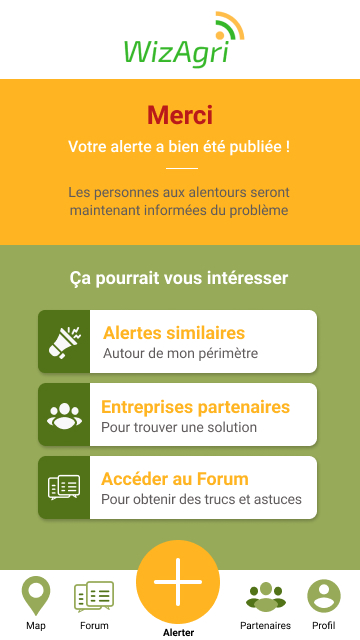 WizAgri
Merci
Votre alerte a bien été publiée !
Les personnes aux alentours seront
maintenant informées du problème
Ça pourrait vous intéresser
Alertes similaires
Autour de mon périmètre
Entreprises partenaires
Pour trouver une solution
Accéder au Forum
Pour obtenir des trucs et astuces
Map
Forum
Alerter
Partenaires
Profil